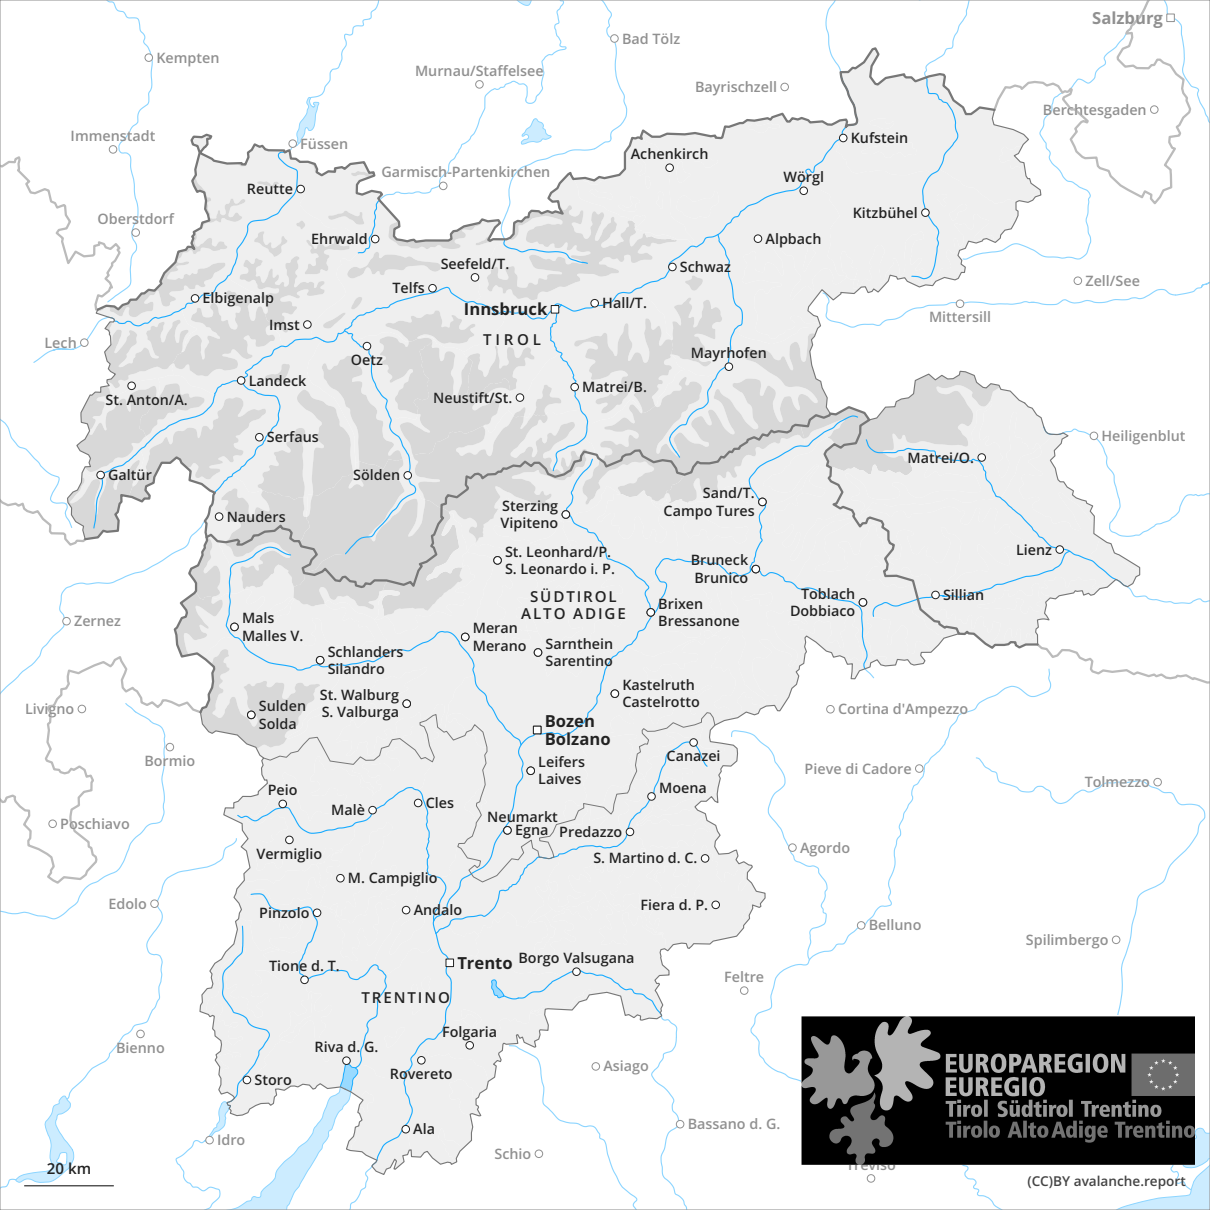 Salzburg
Bad Tölz
Kempten
Murnau/Staffelsee
Bayrischzell
Berchtesgaden
Immenstadt
Füssen
Kufstein
Achenkirch
Garmisch-Partenkirchen
Wörgl
Reutte
Oberstdorf
Kitzbühel
Ehrwald
Alpbach
Seefeld/T.
Schwaz
Zell/See
Telfs
Elbigenalp
Hall/T.
Innsbruck
Mittersill
Imst
TIROL
Lech
Oetz
Mayrhofen
Landeck
Matrei/B.
St. Anton/A.
Neustift/St.
Serfaus
Heiligenblut
Matrei/O.
Galtür
Sölden
Sand/T.
Campo Tures
Sterzing
Vipiteno
Nauders
Lienz
St. Leonhard/P.
S. Leonardo i. P.
Bruneck
Brunico
SÜDTIROL
ALTO ADIGE
Toblach
Dobbiaco
Sillian
Brixen
Bressanone
Zernez
Mals
Malles V.
Meran
Merano
Sarnthein
Sarentino
Schlanders
Silandro
Kastelruth
Castelrotto
St. Walburg
S. Valburga
Livigno
Sulden
Solda
Cortina d'Ampezzo
Bozen
Bolzano
Canazei
Bormio
Leifers
Laives
Pieve di Cadore
Tolmezzo
Peio
Moena
Malè
Cles
Neumarkt
Egna
Predazzo
Poschiavo
Vermiglio
Agordo
S. Martino d. C.
M. Campiglio
Edolo
Pinzolo
Andalo
Fiera d. P.
Belluno
Spilimbergo
Trento
Borgo Valsugana
Tione d. T.
Feltre
TRENTINO
Folgaria
Bienno
Riva d. G.
Rovereto
Asiago
Storo
EUROPAREGION
EUREGIO
Tirol Südtirol Trentino
Tirolo Alto Adige Trentino
Ala
Bassano d. G.
Idro
Schio
Treviso
20 km
(CC)BY avalanche.report